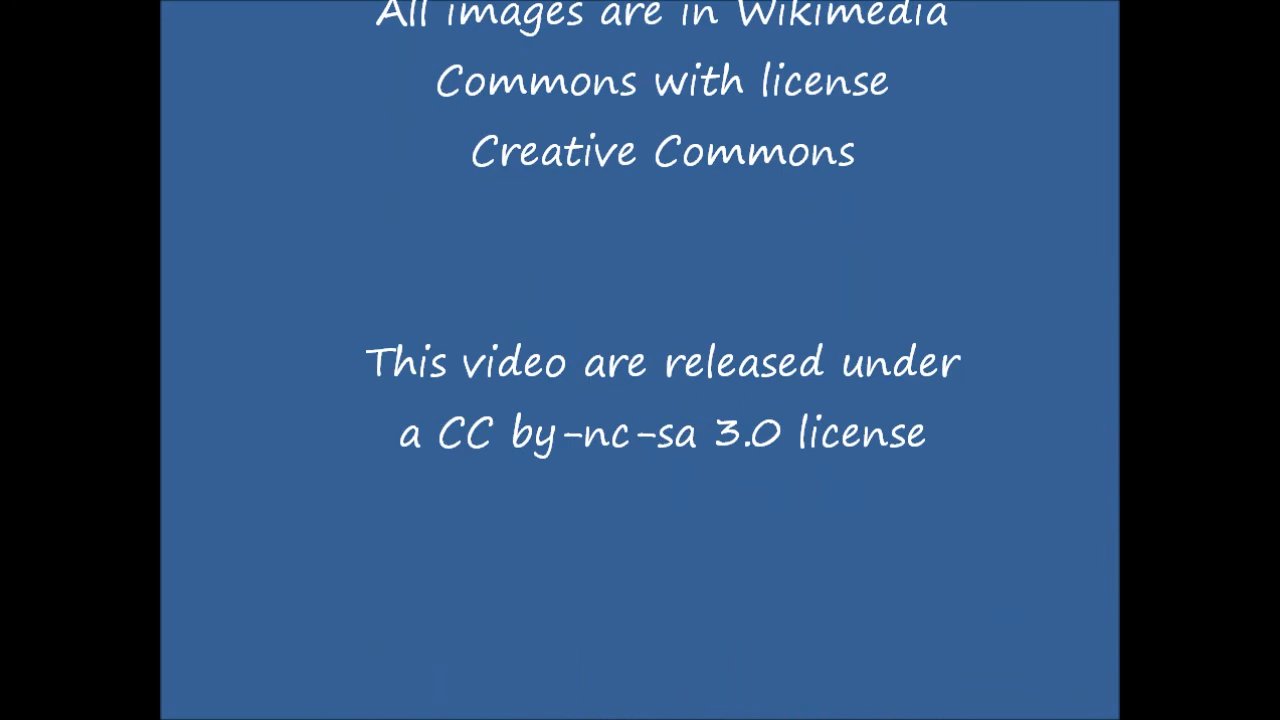 All images are in Wikimedia
Commons with license
Creative Commons
This video are released under
a CC by-nc-sa 3.0 license